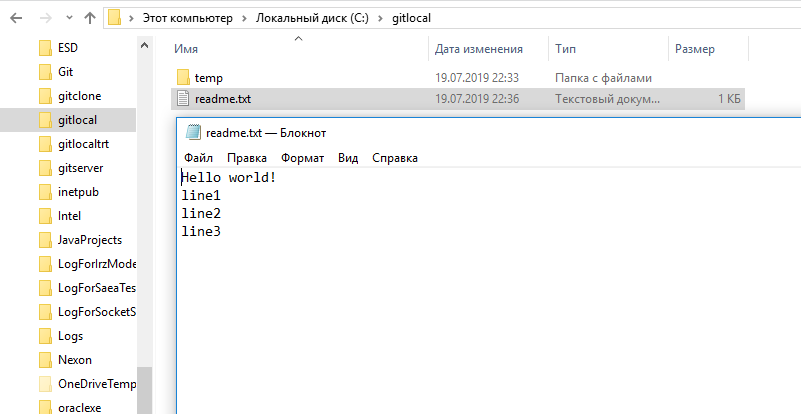 Этот компьютер > Локальный диск (C:) > gitlocal
ESD
Git
gitclone
gitlocal
gitlocaltrt
gitserver
inetpub
Intel
JavaProjects
LogForIrzMode
LogForSaeaTes
LogForSocketS
Logs
Nexon
OneDriveTemp
oraclexe
Имя Дата изменения Тип Размер
temp 19.07.2019 22:33 Папка с файлами
readme.txt 19.07.2019 22:36 Текстовый докум... 1 КБ
readme.txt — Блокнот
Файл Правка Формат Вид Справка
Hello world!
line1
line2
line3